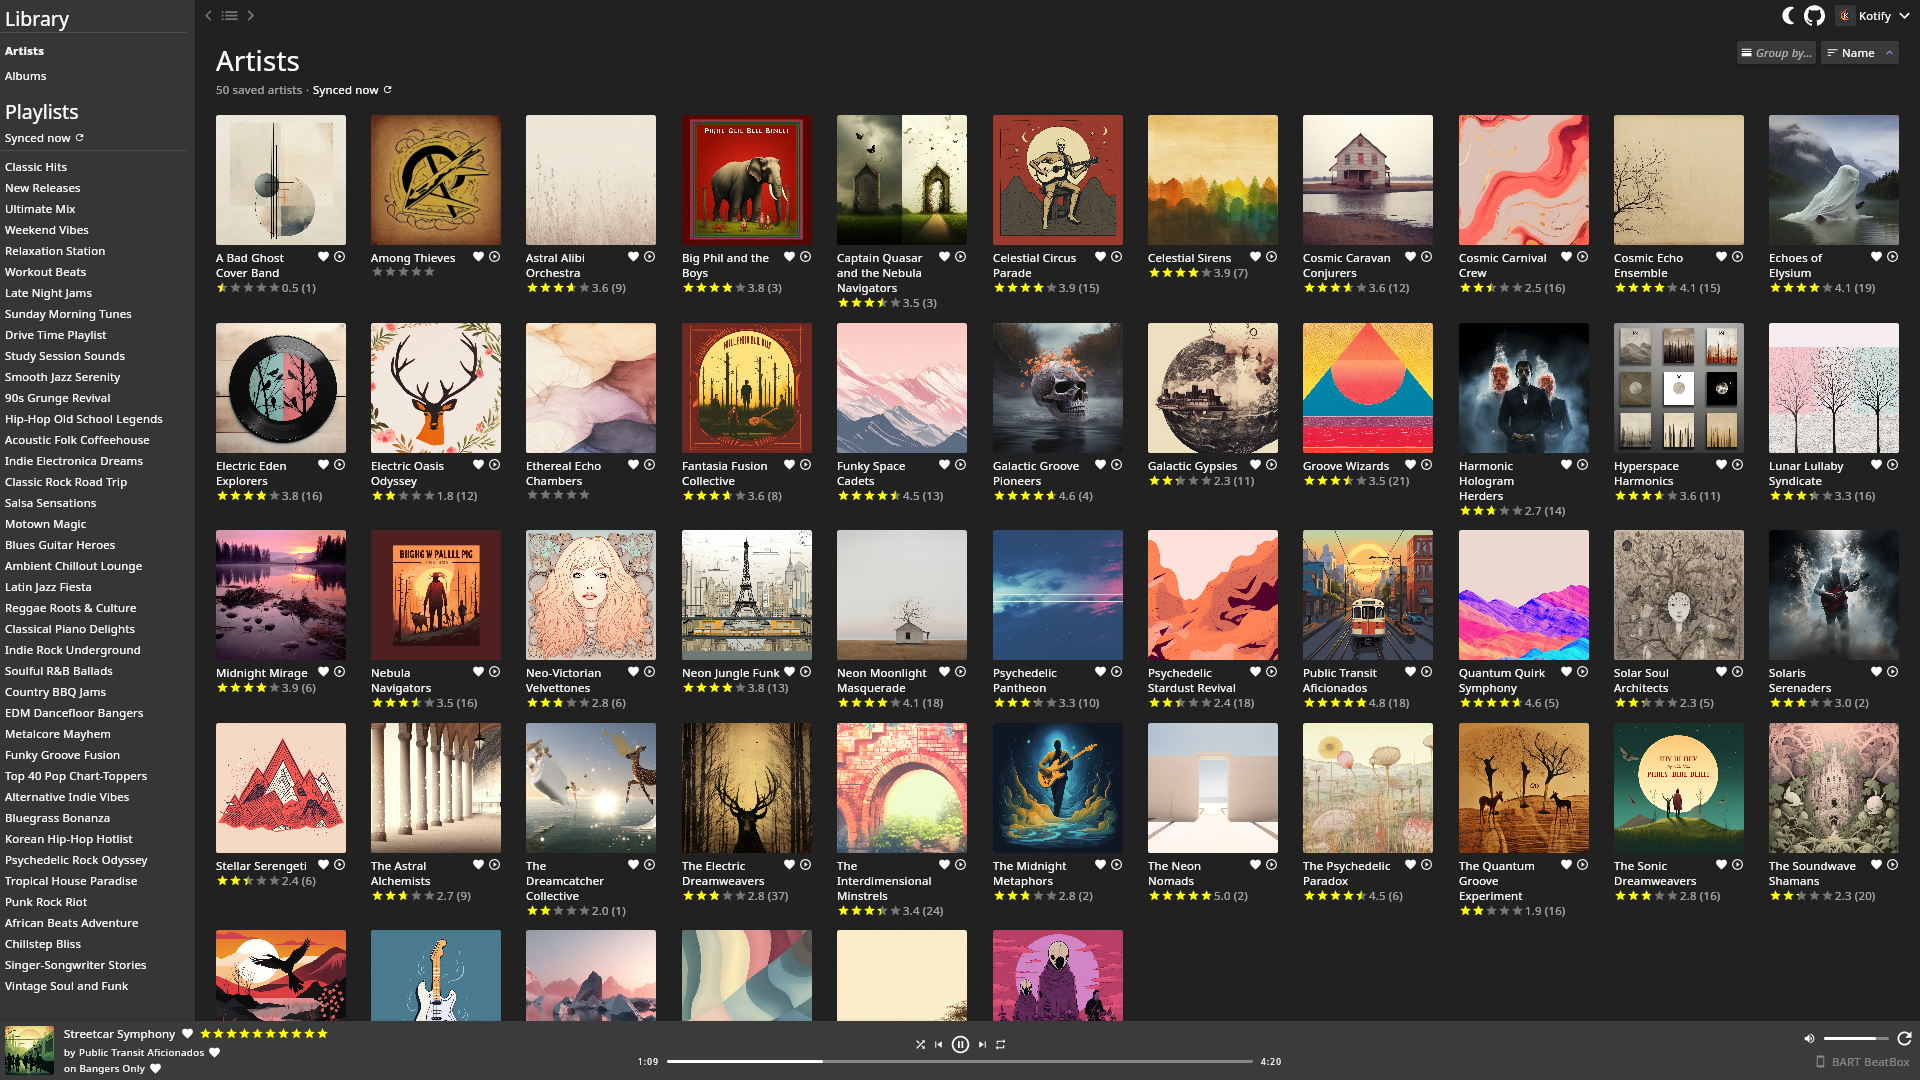 Library
Artists
Albums
Playlists
Synced now
Classic Hits
New Releases
Ultimate Mix
Weekend Vibes
Relaxation Station
Workout Beats
Late Night Jams
Sunday Morning Tunes
Drive Time Playlist
Study Session Sounds
Smooth Jazz Serenity
90s Grunge Revival
Hip-Hop Old School Legends
Acoustic Folk Coffeehouse
Indie Electronica Dreams
Classic Rock Road Trip
Salsa Sensations
Motown Magic
Blues Guitar Heroes
Ambient Chillout Lounge
Latin Jazz Fiesta
Reggae Roots & Culture
Classical Piano Delights
Indie Rock Underground
Soulful R&B Ballads
Country BBQ Jams
EDM Dancefloor Bangers
Metalcore Mayhem
Funky Groove Fusion
Top 40 Pop Chart-Toppers
Alternative Indie Vibes
Bluegrass Bonanza
Korean Hip-Hop Hotlist
Psychedelic Rock Odyssey
Tropical House Paradise
Punk Rock Riot
African Beats Adventure
Chillstep Bliss
Singer-Songwriter Stories
Vintage Soul and Funk
Kotify
Artists
Group by...
Name
50 saved artists · Synced now
A Bad Ghost
Cover Band
0.5 (1)
Among Thieves
Astral Alibi
Orchestra
3.6 (9)
Big Phil and the
Boys
3.8 (3)
Captain Quasar
and the Nebula
Navigators
3.5 (3)
Celestial Circus
Parade
3.9 (15)
Celestial Sirens
3.9 (7)
Cosmic Caravan
Conjurers
3.6 (12)
Cosmic Carnival
Crew
2.5 (16)
Cosmic Echo
Ensemble
4.1 (15)
Echoes of
Elysium
4.1 (19)
Electric Eden
Explorers
3.8 (16)
Electric Oasis
Odyssey
1.8 (12)
Ethereal Echo
Chambers
Fantasia Fusion
Collective
3.6 (8)
Funky Space
Cadets
4.5 (13)
Galactic Groove
Pioneers
4.6 (4)
Galactic Gypsies
2.3 (11)
Groove Wizards
3.5 (21)
Harmonic
Hologram
Herders
2.7 (14)
Hyperspace
Harmonics
3.6 (11)
Lunar Lullaby
Syndicate
3.3 (16)
Midnight Mirage
3.9 (6)
Nebula
Navigators
3.5 (16)
Neo-Victorian
Velvettones
2.8 (6)
Neon Jungle Funk
3.8 (13)
Neon Moonlight
Masquerade
4.1 (18)
Psychedelic
Pantheon
3.3 (10)
Psychedelic
Stardust Revival
2.4 (18)
Public Transit
Aficionados
4.8 (18)
Quantum Quirk
Symphony
4.6 (5)
Solar Soul
Architects
2.3 (5)
Solaris
Serenaders
3.0 (2)
Stellar Serengeti
2.4 (6)
The Astral
Alchemists
2.7 (9)
The
Dreamcatcher
Collective
2.0 (1)
The Electric
Dreamweavers
2.8 (37)
The
Interdimensional
Minstrels
3.4 (24)
The Midnight
Metaphors
2.8 (2)
The Neon
Nomads
5.0 (2)
The Psychedelic
Paradox
4.5 (6)
The Quantum
Groove
Experiment
1.9 (16)
The Sonic
Dreamweavers
2.8 (16)
The Soundwave
Shamans
2.3 (20)
Streetcar Symphony
by Public Transit Aficionados
on Bangers Only
1:09
4:20
BART BeatBox